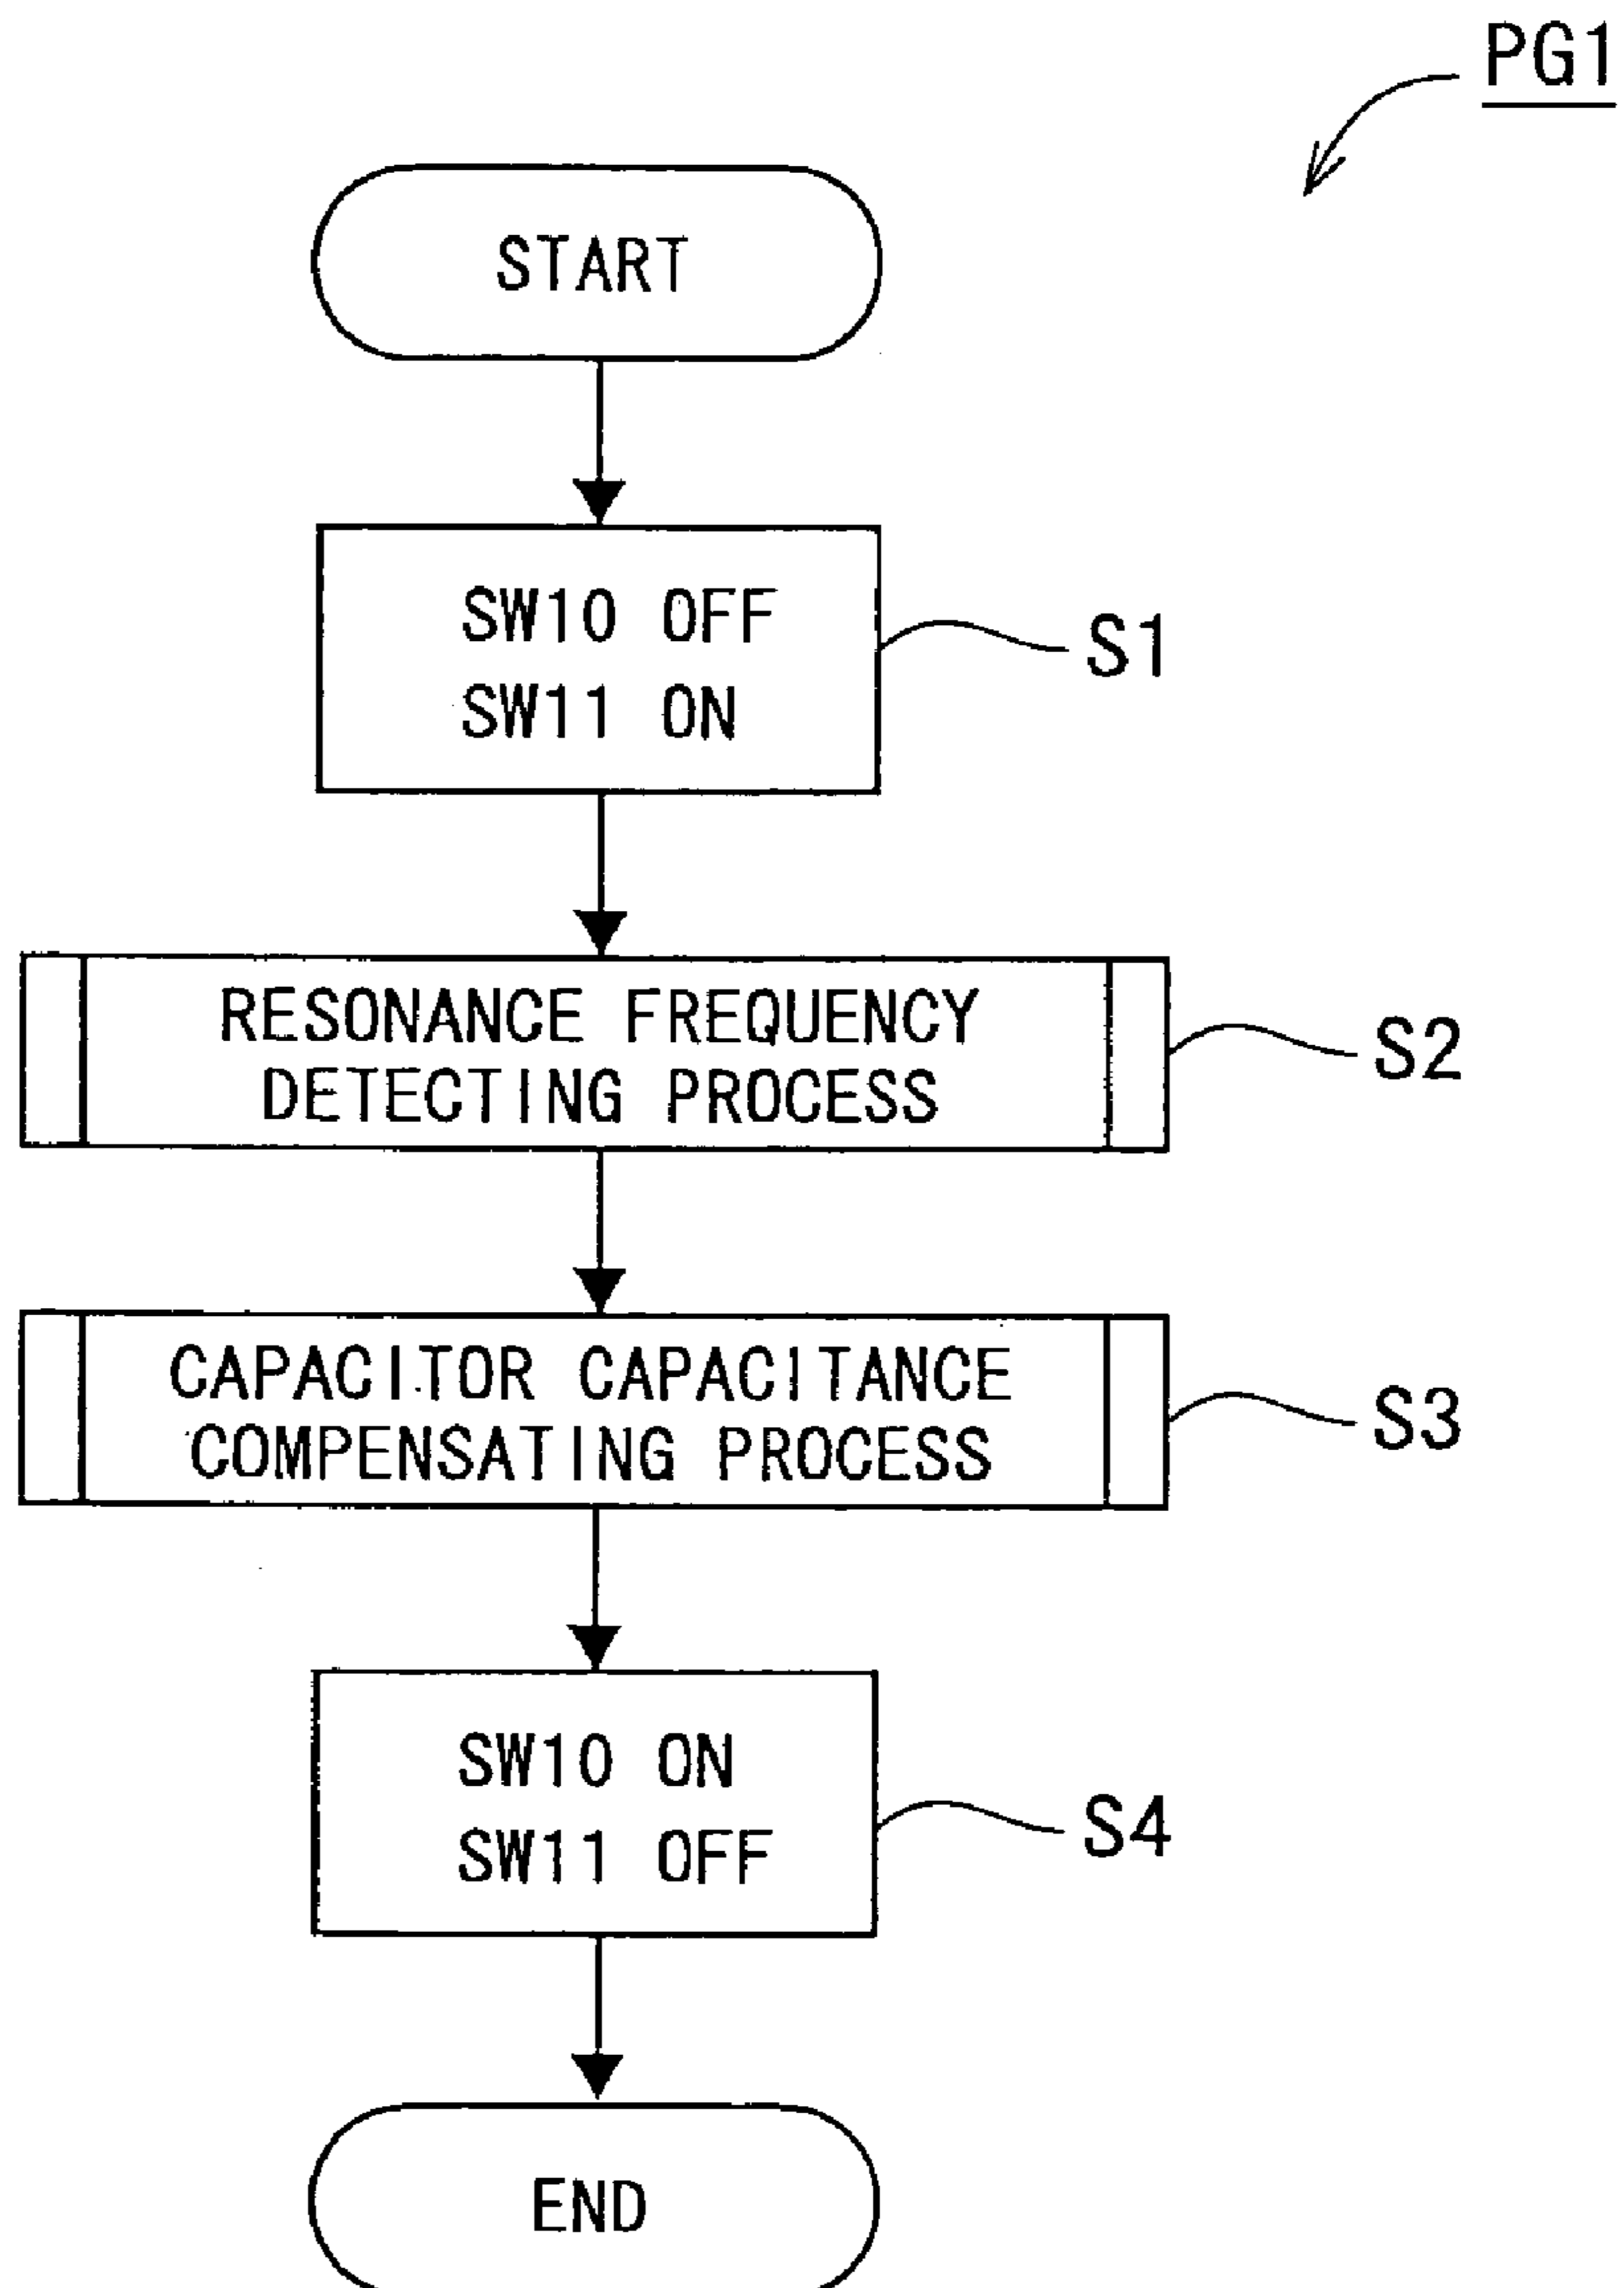 PG1
START
SW10 OFF
SW11 ON
S1
RESONANCE FREQUENCY
DETECTING PROCESS
S2
CAPACITOR CAPACITANCE
COMPENSATING PROCESS
S3
SW10 ON
SW11 OFF
S4
END